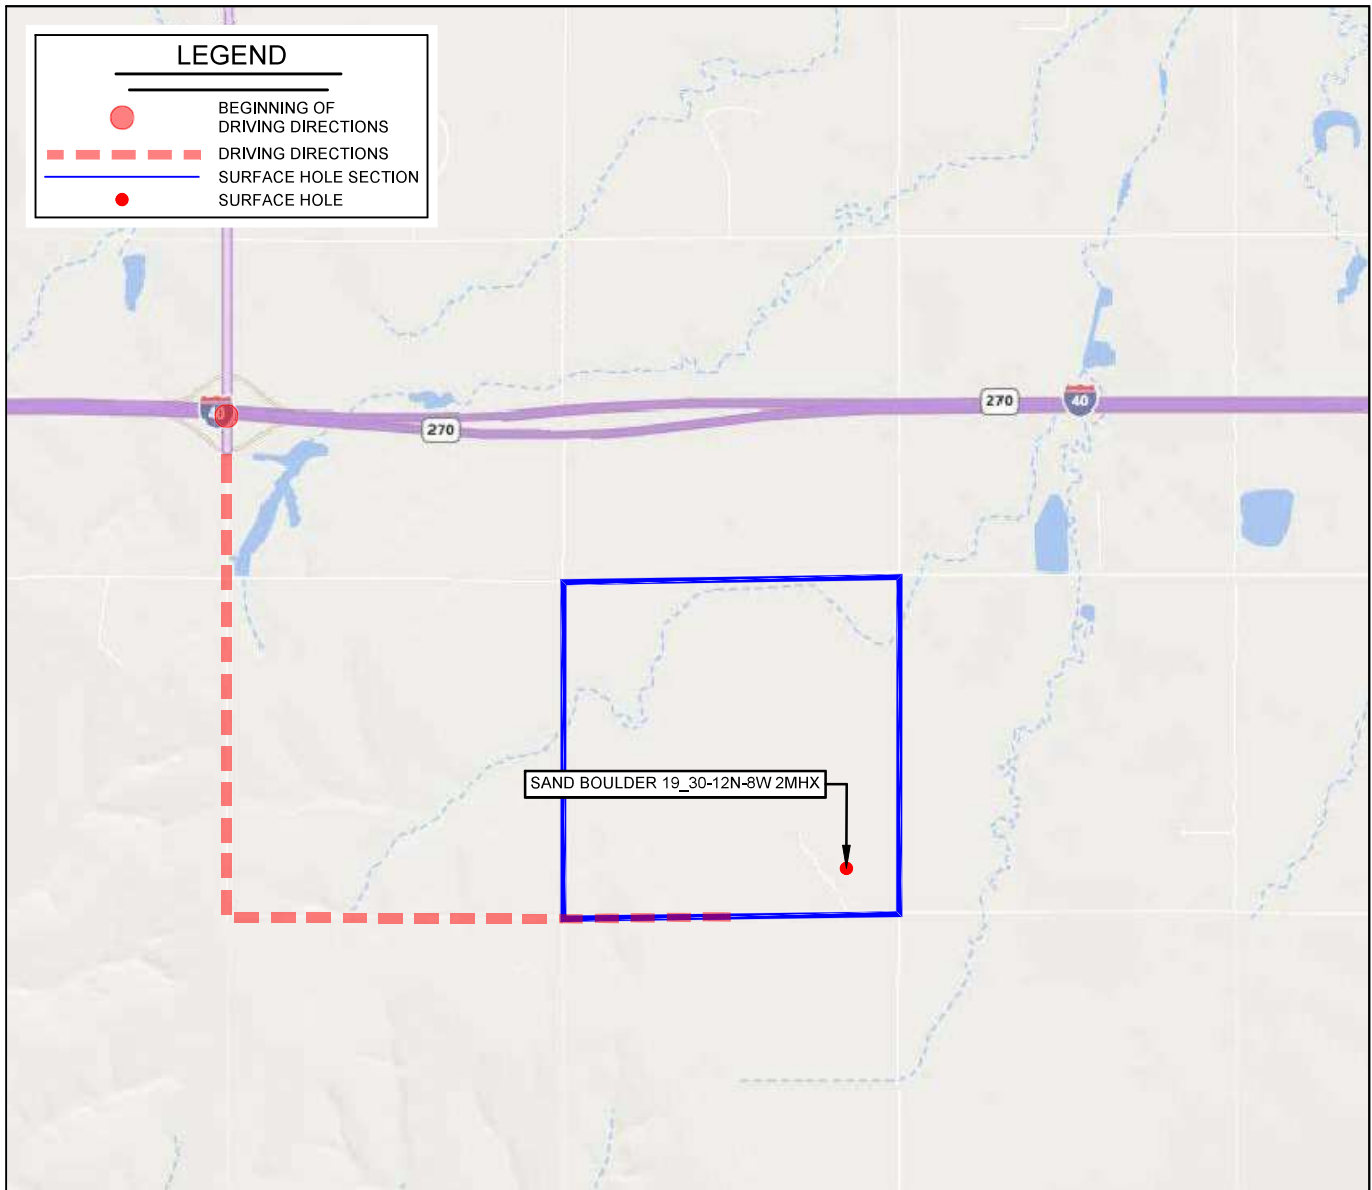 LEGEND
BEGINNING OF
DRIVING DIRECTIONS
DRIVING DIRECTIONS
SURFACE HOLE SECTION
SURFACE HOLE
270
40
270
SAND BOULDER 19_30-12N-8W 2MHX